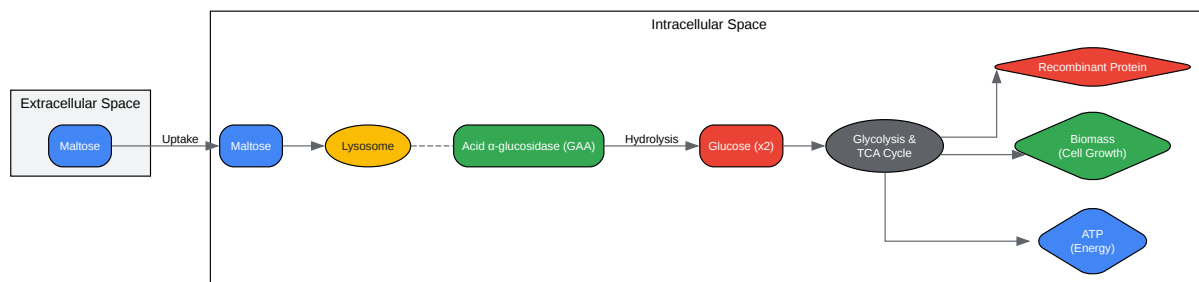 Intracellular Space
Extracellular Space
Maltose
Uptake
Maltose
Lysosome
Acid α-glucosidase (GAA)
Hydrolysis
Glucose (x2)
Glycolysis &
TCA Cycle
Recombinant Protein
Biomass
(Cell Growth)
ATP
(Energy)